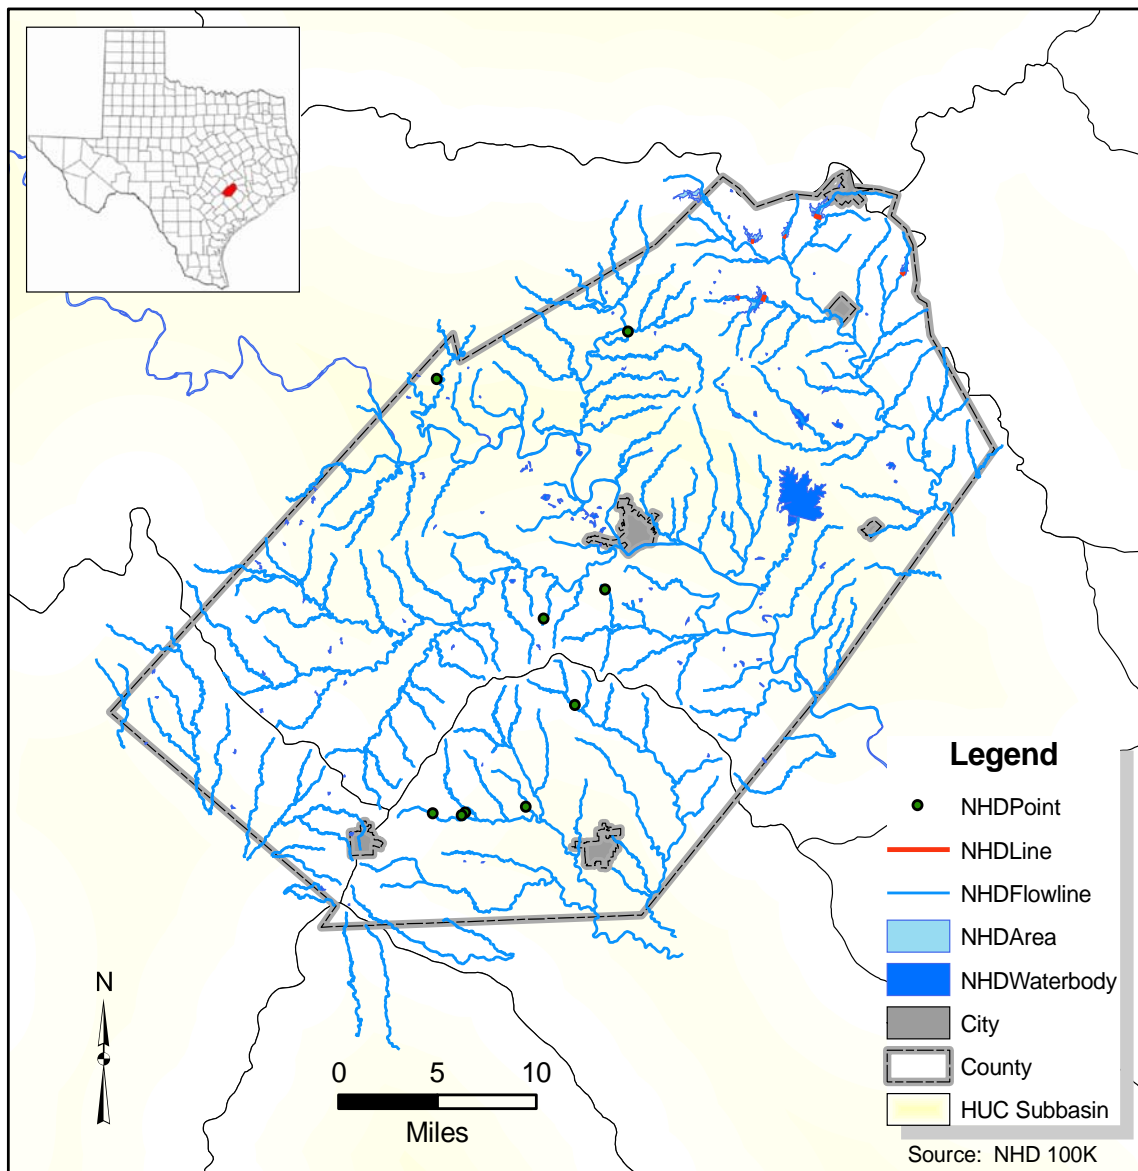 Legend
NHDPoint
NHDLine
NHDFlowline
NHDArea
NHDWaterbody
City
County
HUC Subbasin
N
0 5 10
Miles
Source: NHD 100K